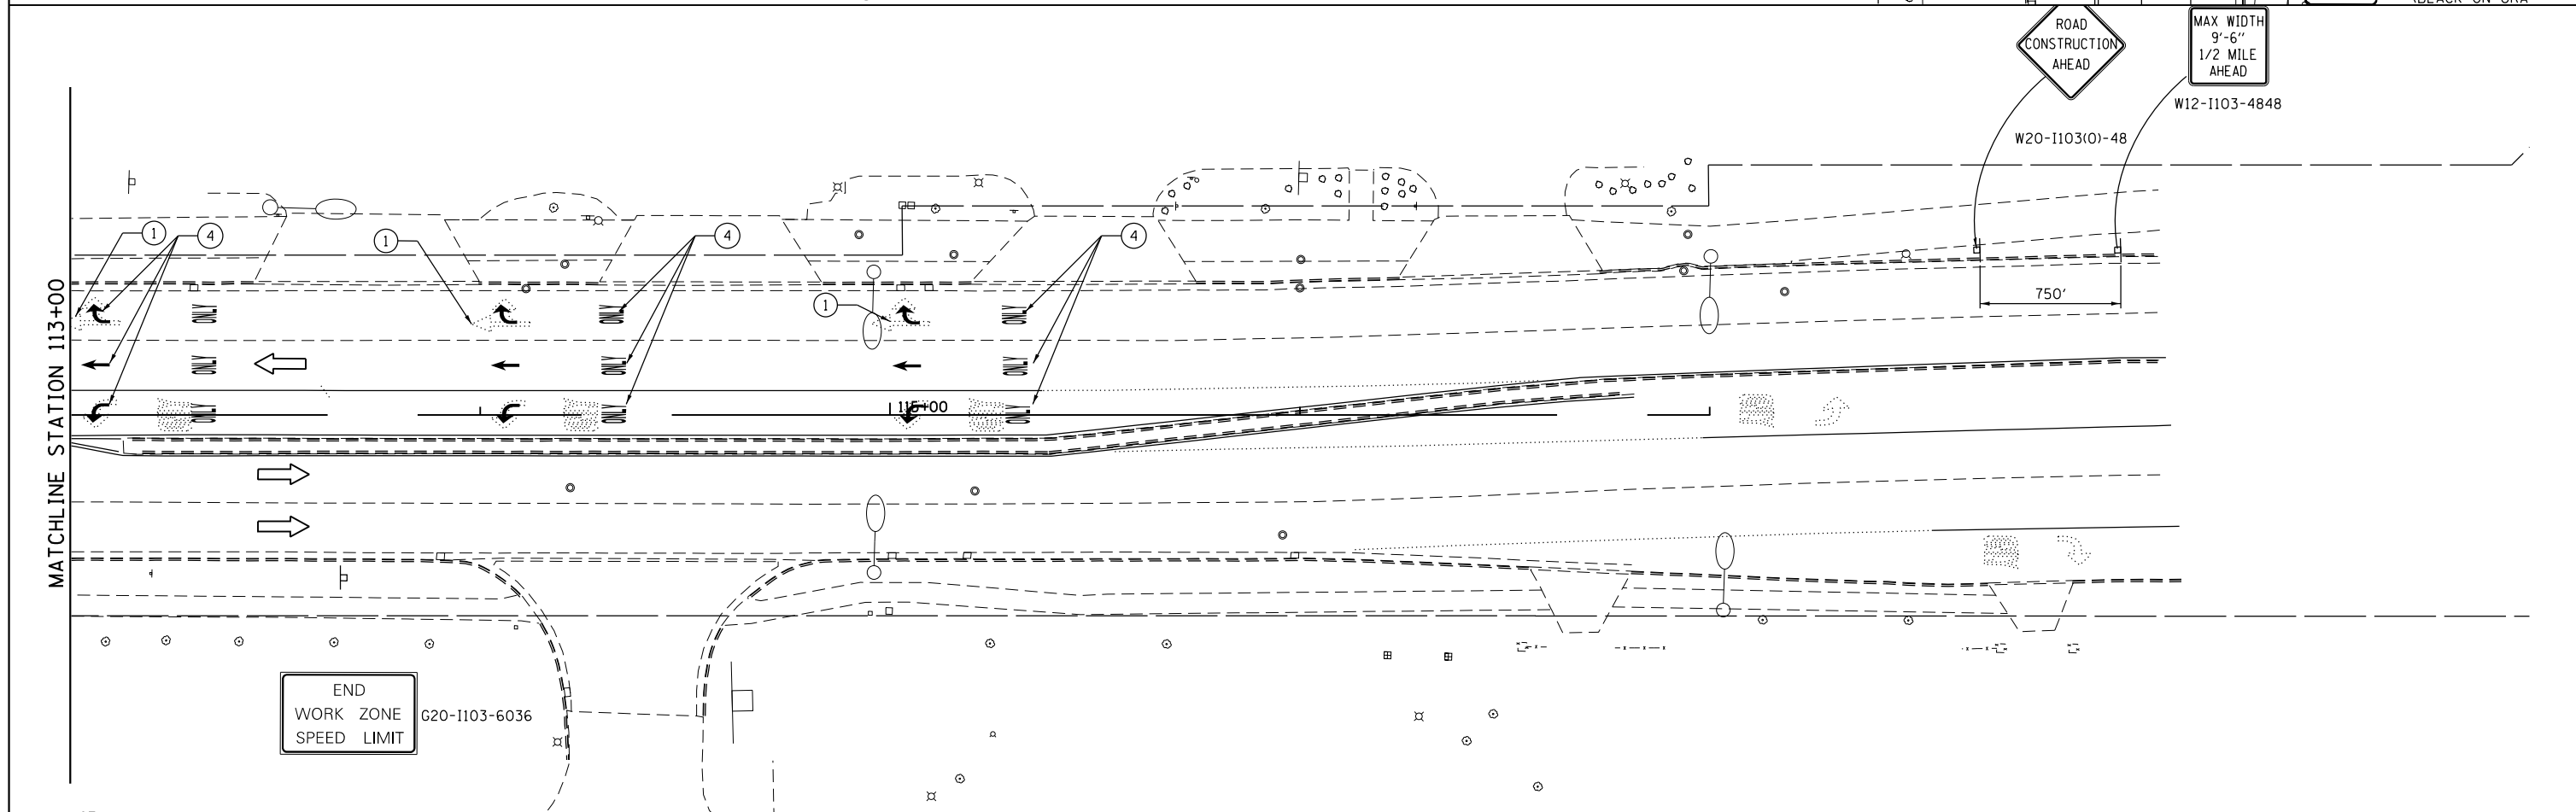 ROAD
CONSTRUCTION
AHEAD
MAX WIDTH
9'-6"
1/2 MILE
AHEAD
W12-I103-4848
W20-I103(O)-48
1
4
1
4
4
1
750'
MATCHLINE STATION 113+00
ONLY
ONLY
ONLY
ONLY
ONLY
ONLY
ONLY
ONLY
ONLY
115+00
END
WORK ZONE
SPEED LIMIT
G20-I103-6036